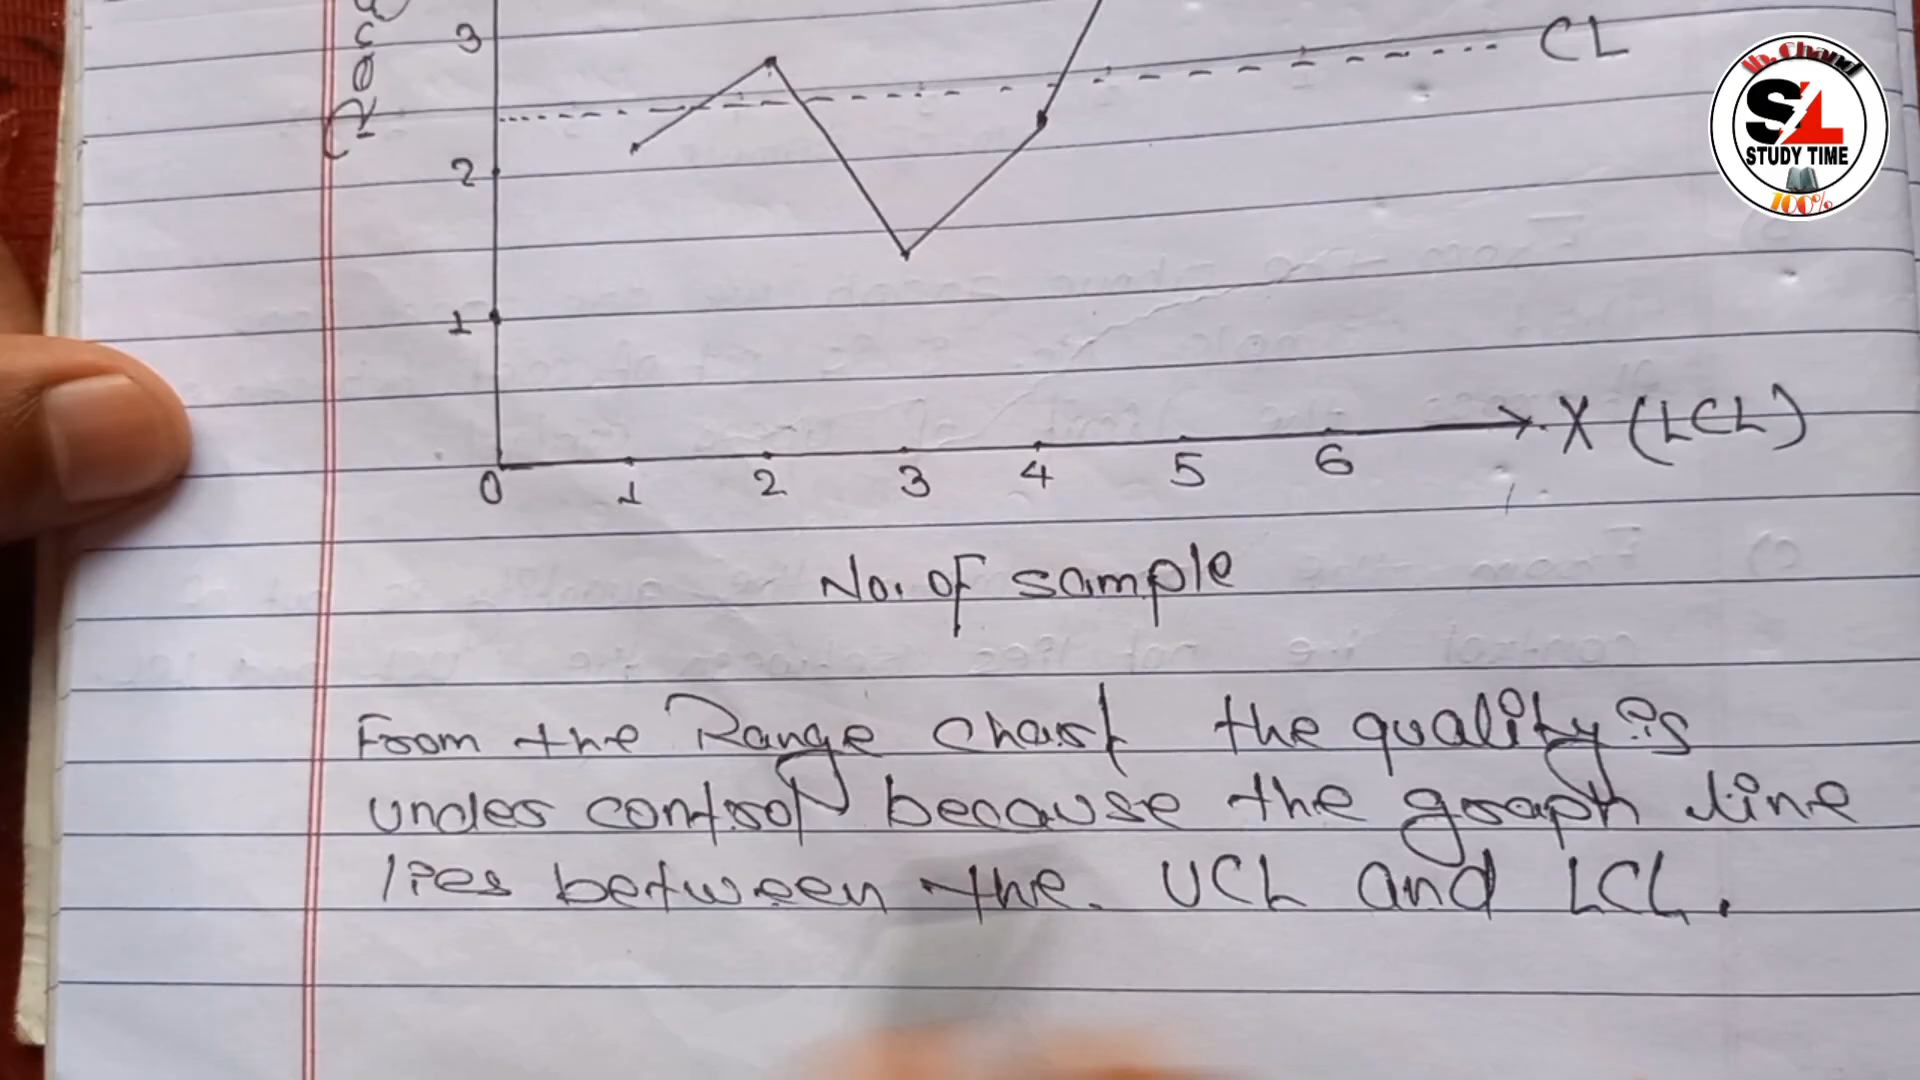 3
CL
2
1
X (LCL)
0 1 2 3 4 5 6
No. of sample
From the Range Chart the quality is
under control because the graph line
lies between the. UCL and LCL.
Ab. Chand
SL
STUDY TIME
100%